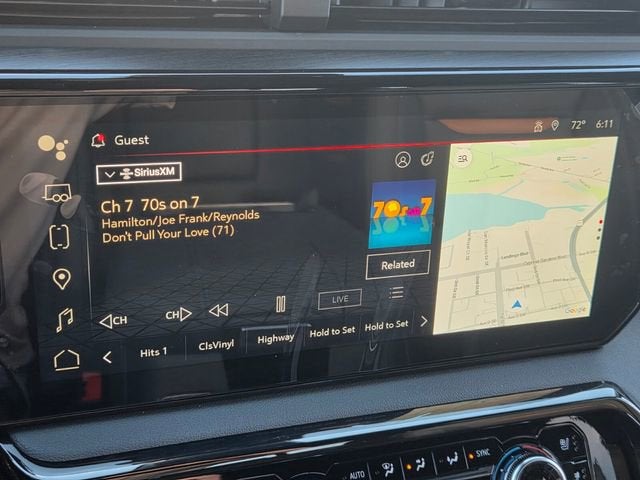 Guest
72° 6:11
SiriusXM
Ch 7 70s on 7
Hamilton/Joe Frank/Reynolds
Don't Pull Your Love (71)
70s on 7
Related
CH
CH
LIVE
Hits 1
ClsVinyl
Highway
Hold to Set
Hold to Set
Google
AUTO
SYNC